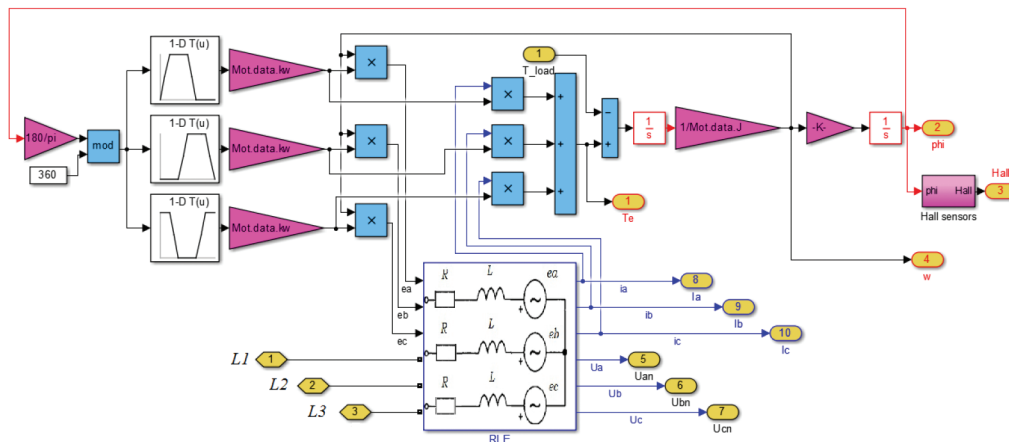 1-D T(u)
Mot.data.kw
×
1
T_load
180/pi
mod
360
1-D T(u)
Mot.data.kw
×
×
+
−
+
1
s
1/Mot.data.J
-K-
1
s
2
phi
1-D T(u)
Mot.data.kw
×
×
+
+
×
+
1
Te
phi Hall
Hall sensors
Hall
3
4
w
ea
eb
ec
R L ea
+ ~
R L eb
+ ~
R L ec
+ ~
RLE
ia
8
Ia
ib
9
Ib
ic
10
Ic
L1 1
L2 2
L3 3
Ua
5
Uan
Ub
6
Ubn
Uc
7
Ucn